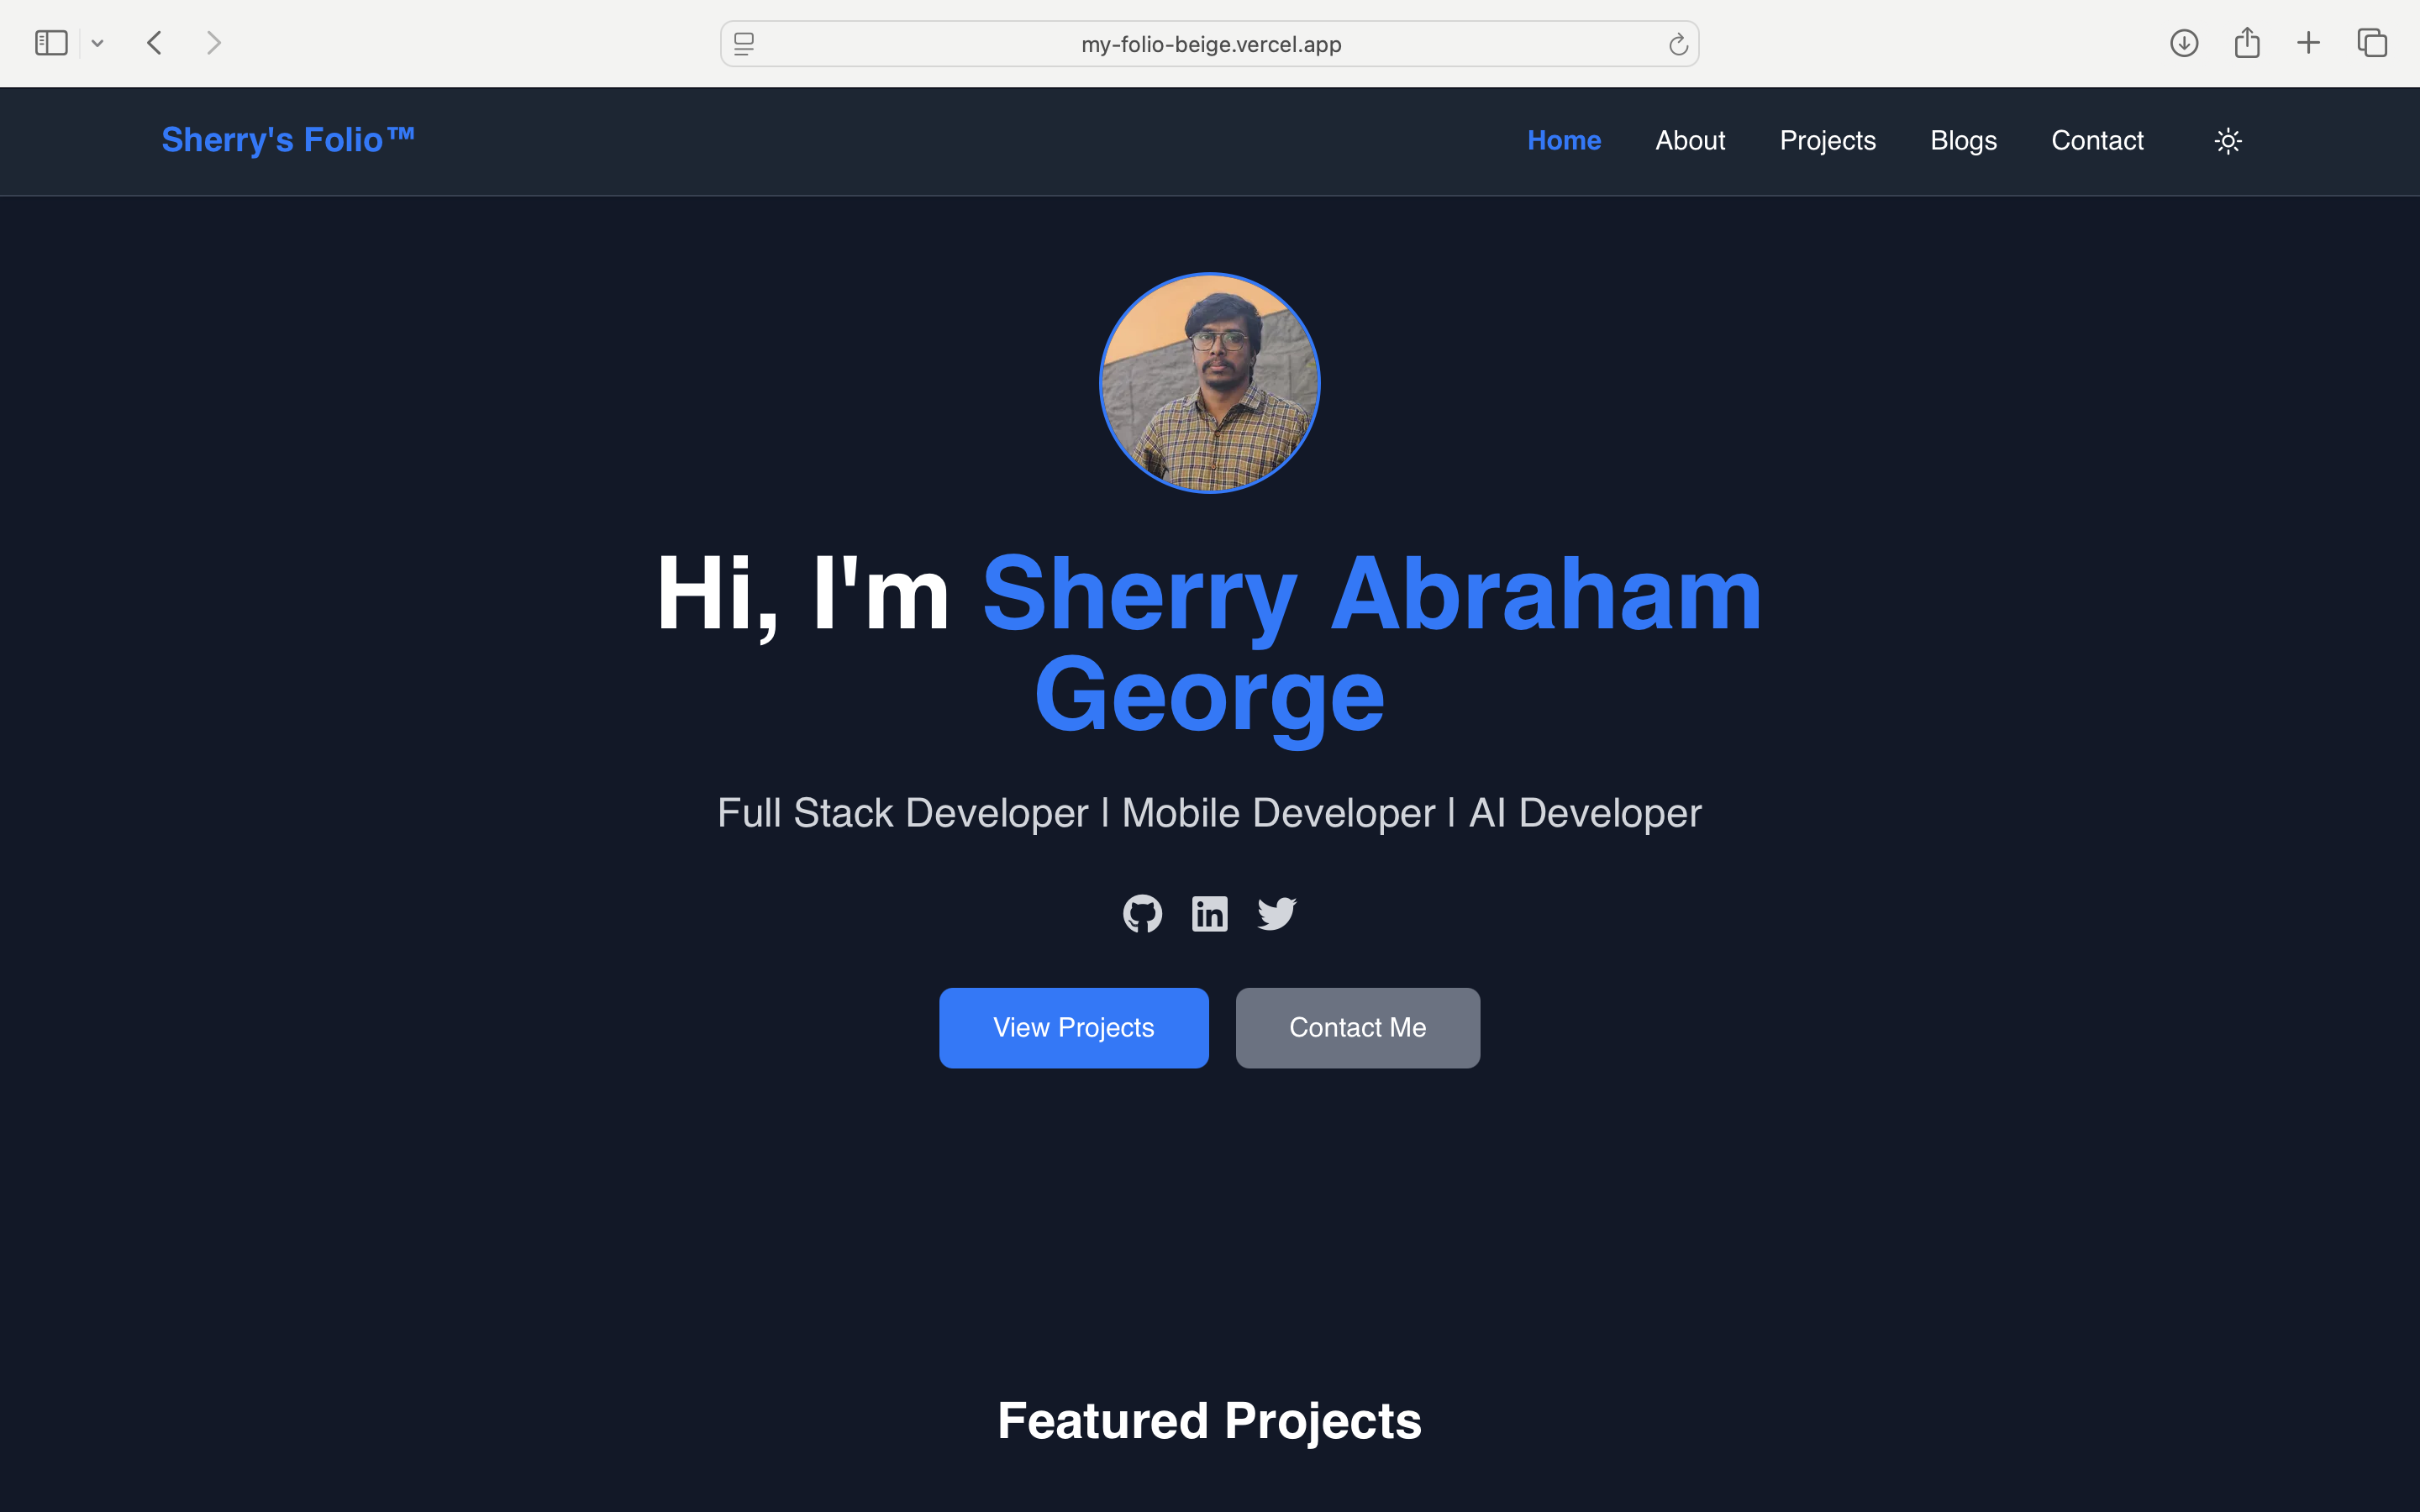 my-folio-beige.vercel.app
Sherry's Folio™
Home About Projects Blogs Contact
Hi, I'm Sherry Abraham
George
Full Stack Developer | Mobile Developer | AI Developer
in
View Projects Contact Me
Featured Projects